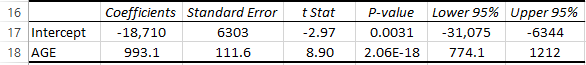 16 Coefficients Standard Error t Stat P-value Lower 95% Upper 95%
17 Intercept -18,710 6303 -2.97 0.0031 -31,075 -6344
18 AGE 993.1 111.6 8.90 2.06E-18 774.1 1212